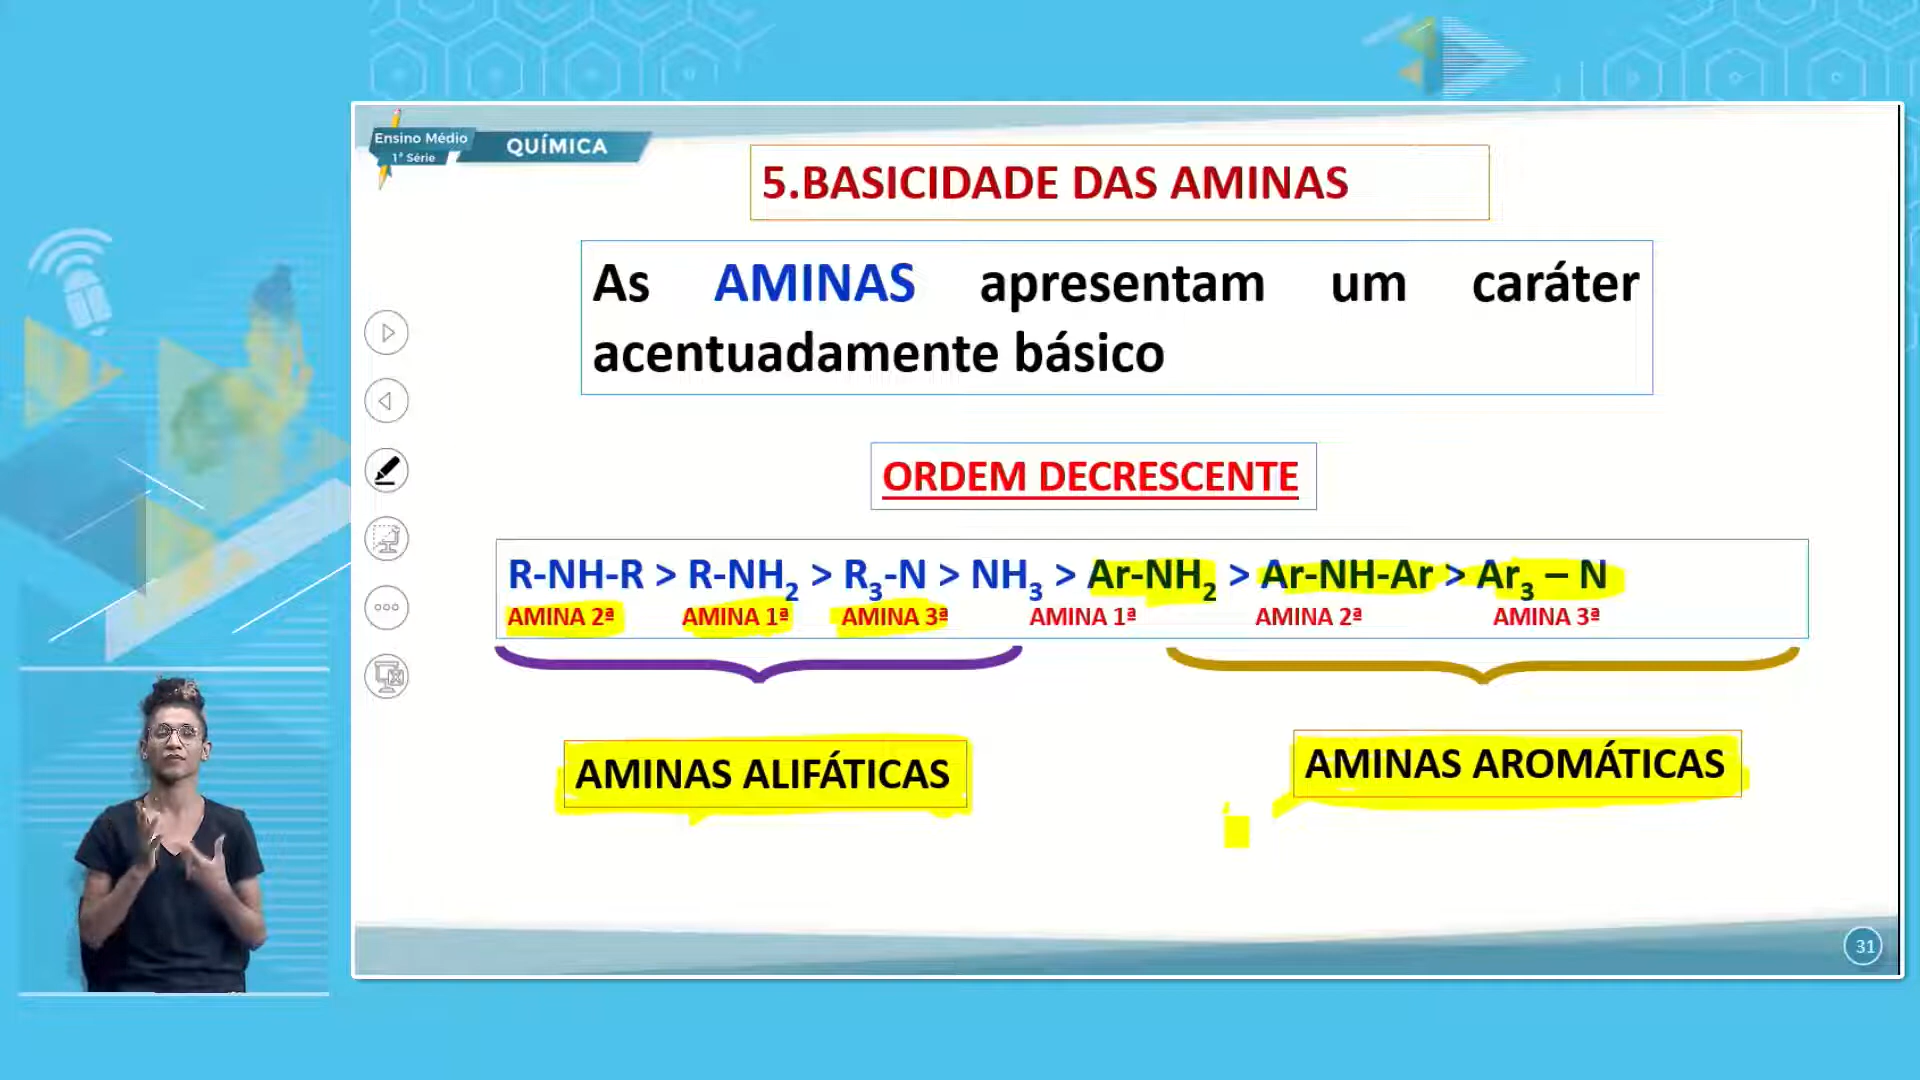 Ensino Médio
1ª Série
QUÍMICA
5.BASICIDADE DAS AMINAS
As AMINAS apresentam um caráter
acentuadamente básico
ORDEM DECRESCENTE
R-NH-R > R-NH₂ > R₃-N > NH₃ > Ar-NH₂ > Ar-NH-Ar > Ar₃ – N
AMINA 2ª AMINA 1ª AMINA 3ª AMINA 1ª AMINA 2ª AMINA 3ª
AMINAS ALIFÁTICAS
AMINAS AROMÁTICAS
31